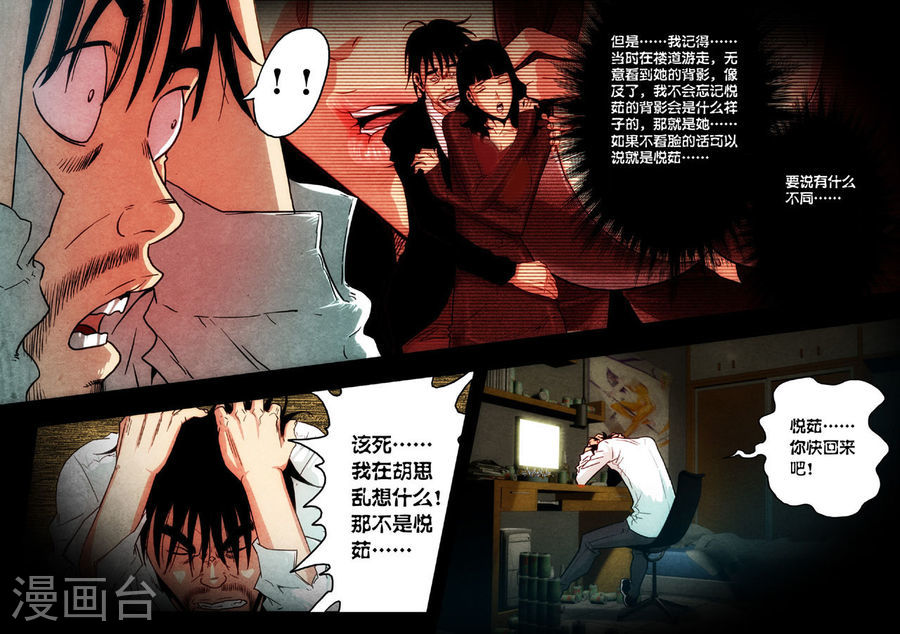 ！！
但是……我记得……
当时在楼道游走，无
意看到她的背影，像
及了，我不会忘记悦
茹的背影会是什么样
子的，那就是她……
如果不看脸的话可以
说就是悦茹……
要说有什么
不同……
该死……
我在胡思
乱想什么！
那不是悦
茹……
悦茹……
你快回来
吧！
漫画台